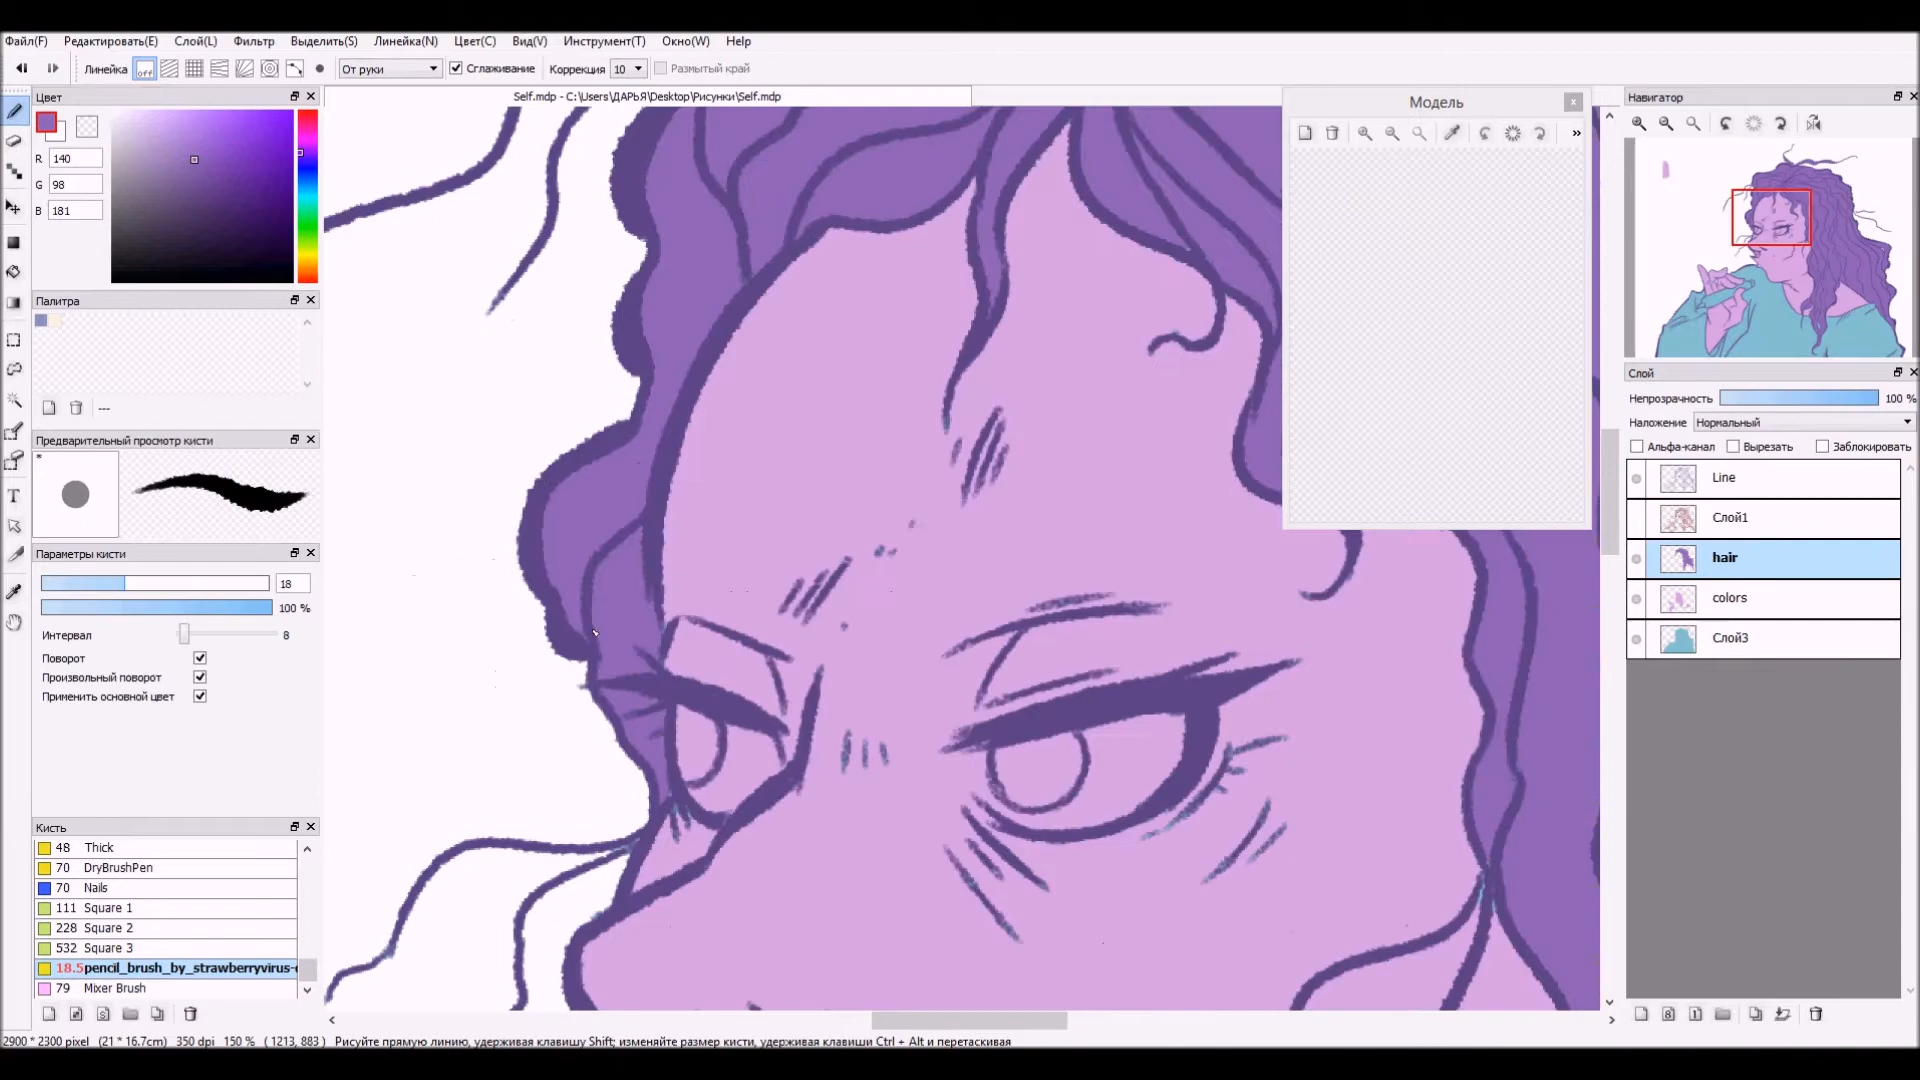 Файл(F) Редактировать(E) Слой(L) Фильтр Выделить(S) Линейка(N) Цвет(C) Вид(V) Инструмент(T) Окно(W) Help
Линейка off От руки Сглаживание Коррекция 10 Размытый край
Цвет
R 140
G 98
B 181
Палитра
---
Предварительный просмотр кисти
*
Параметры кисти
18
100 %
Интервал 8
Поворот
Произвольный поворот
Применить основной цвет
Кисть
48 Thick
70 DryBrushPen
70 Nails
111 Square 1
228 Square 2
532 Square 3
18.5 pencil_brush_by_strawberryvirus-
79 Mixer Brush
Self.mdp - C:\Users\ДАРЬЯ\Desktop\Рисунки\Self.mdp
Модель
»
Навигатор
Слой
Непрозрачность 100 %
Наложение Нормальный
Альфа-канал Вырезать Заблокировать
Line
Слой1
hair
colors
Слой3
2900 * 2300 pixel (21 * 16.7cm) 350 dpi 150 % ( 1213, 883 ) Рисуйте прямую линию, удерживая клавишу Shift; изменяйте размер кисти, удерживая клавиши Ctrl + Alt и перетаскивая